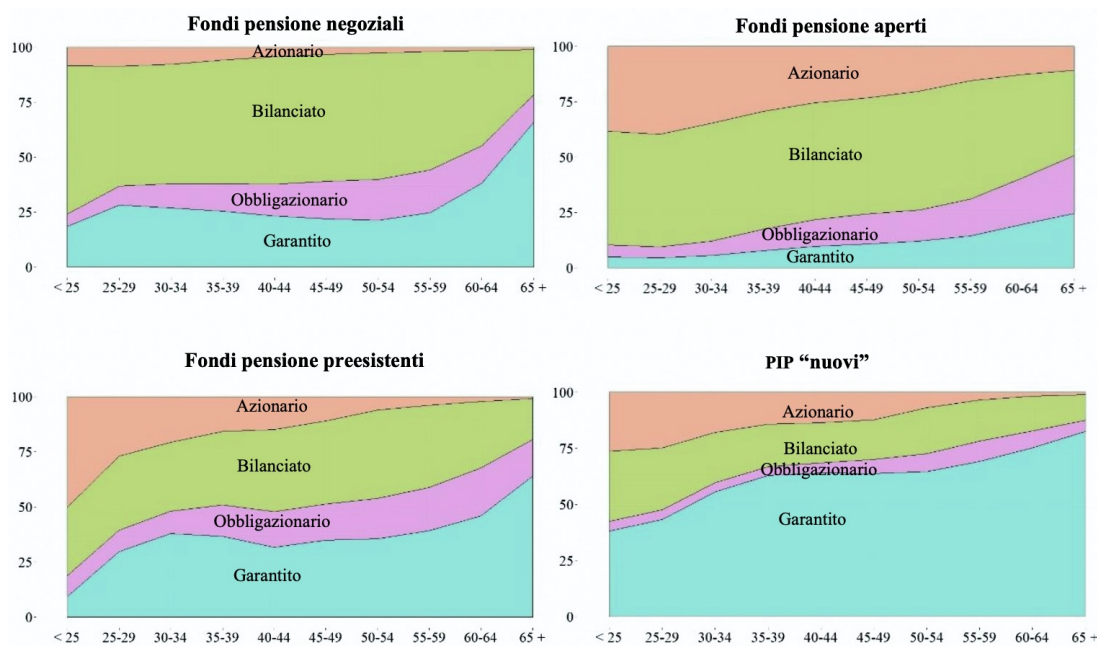 Fondi pensione negoziali
100
75
50
25
0
Azionario
Bilanciato
Obbligazionario
Garantito
< 25 25-29 30-34 35-39 40-44 45-49 50-54 55-59 60-64 65 +
Fondi pensione aperti
100
75
50
25
0
Azionario
Bilanciato
Obbligazionario
Garantito
< 25 25-29 30-34 35-39 40-44 45-49 50-54 55-59 60-64 65 +
Fondi pensione preesistenti
100
75
50
25
0
Azionario
Bilanciato
Obbligazionario
Garantito
< 25 25-29 30-34 35-39 40-44 45-49 50-54 55-59 60-64 65 +
PIP “nuovi”
100
75
50
25
0
Azionario
Bilanciato
Obbligazionario
Garantito
< 25 25-29 30-34 35-39 40-44 45-49 50-54 55-59 60-64 65 +